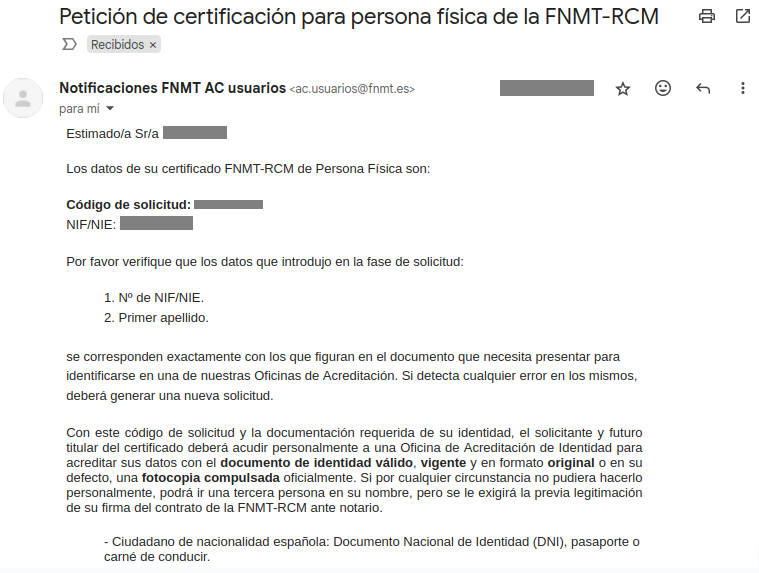 Petición de certificación para persona física de la FNMT-RCM
Recibidos ×
Notificaciones FNMT AC usuarios <ac.usuarios@fnmt.es>
para mí
Estimado/a Sr/a
Los datos de su certificado FNMT-RCM de Persona Física son:
Código de solicitud:
NIF/NIE:
Por favor verifique que los datos que introdujo en la fase de solicitud:
1. Nº de NIF/NIE.
2. Primer apellido.
se corresponden exactamente con los que figuran en el documento que necesita presentar para
identificarse en una de nuestras Oficinas de Acreditación. Si detecta cualquier error en los mismos,
deberá generar una nueva solicitud.
Con este código de solicitud y la documentación requerida de su identidad, el solicitante y futuro
titular del certificado deberá acudir personalmente a una Oficina de Acreditación de Identidad para
acreditar sus datos con el documento de identidad válido, vigente y en formato original o en su
defecto, una fotocopia compulsada oficialmente. Si por cualquier circunstancia no pudiera hacerlo
personalmente, podrá ir una tercera persona en su nombre, pero se le exigirá la previa legitimación
de su firma del contrato de la FNMT-RCM ante notario.
- Ciudadano de nacionalidad española: Documento Nacional de Identidad (DNI), pasaporte o
carné de conducir.